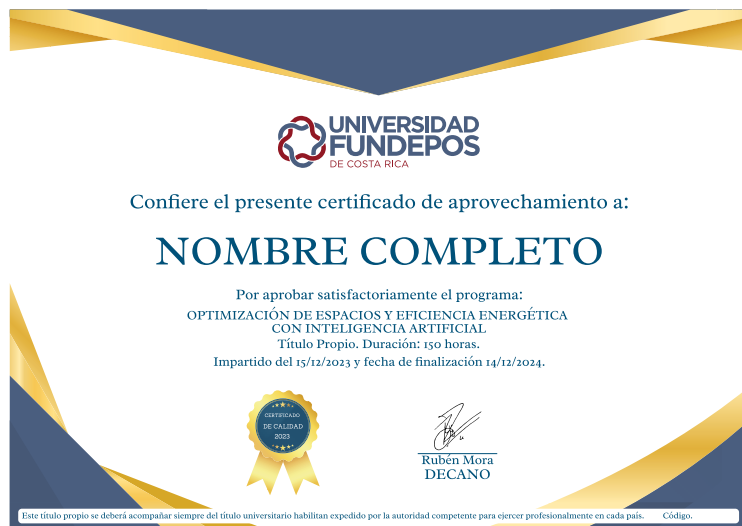 UNIVERSIDAD
FUNDEPOS
DE COSTA RICA
Confiere el presente certificado de aprovechamiento a:
NOMBRE COMPLETO
Por aprobar satisfactoriamente el programa:
OPTIMIZACIÓN DE ESPACIOS Y EFICIENCIA ENERGÉTICA
CON INTELIGENCIA ARTIFICIAL
Título Propio. Duración: 150 horas.
Impartido del 15/12/2023 y fecha de finalización 14/12/2024.
CERTIFICADO
DE CALIDAD
2023
Rubén Mora
DECANO
Este título propio se deberá acompañar siempre del título universitario habilitan expedido por la autoridad competente para ejercer profesionalmente en cada país. Código.